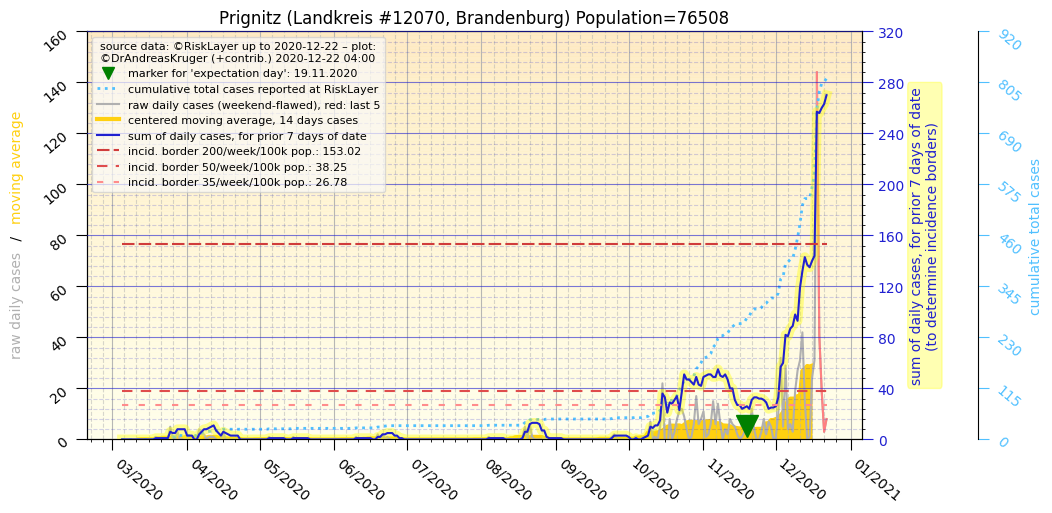 Prignitz (Landkreis #12070, Brandenburg) Population=76508
source data: ©RiskLayer up to 2020-12-22 – plot:
©DrAndreasKruger (+contrib.) 2020-12-22 04:00
marker for 'expectation day': 19.11.2020
cumulative total cases reported at RiskLayer
raw daily cases (weekend-flawed), red: last 5
centered moving average, 14 days cases
sum of daily cases, for prior 7 days of date
incid. border 200/week/100k pop.: 153.02
incid. border 50/week/100k pop.: 38.25
incid. border 35/week/100k pop.: 26.78
raw daily cases / moving average
160
140
120
100
80
60
40
20
0
320
280
240
200
160
120
80
40
0
sum of daily cases, for prior 7 days of date
(to determine incidence borders)
920
805
690
575
460
345
230
115
0
cumulative total cases
03/2020
04/2020
05/2020
06/2020
07/2020
08/2020
09/2020
10/2020
11/2020
12/2020
01/2021